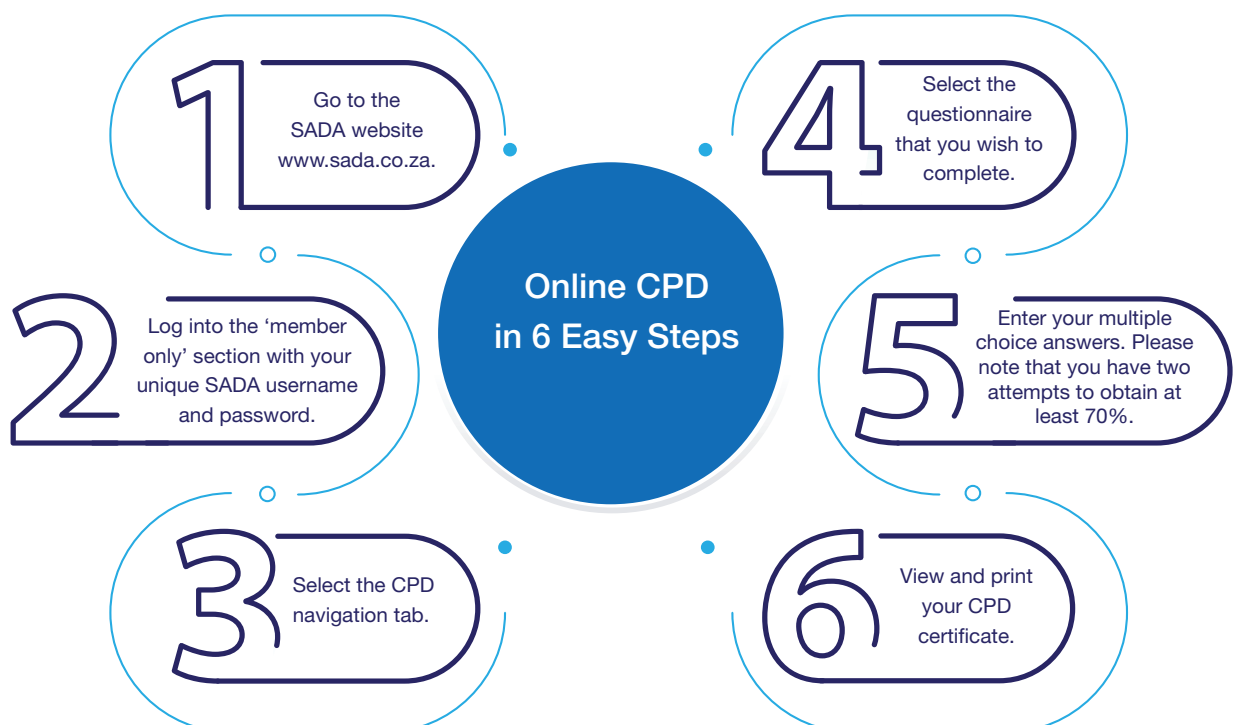 Online CPD
in 6 Easy Steps
1
Go to the
SADA website
www.sada.co.za.
2
Log into the ‘member
only’ section with your
unique SADA username
and password.
3
Select the CPD
navigation tab.
4
Select the
questionnaire
that you wish to
complete.
5
Enter your multiple
choice answers. Please
note that you have two
attempts to obtain at
least 70%.
6
View and print
your CPD
certificate.